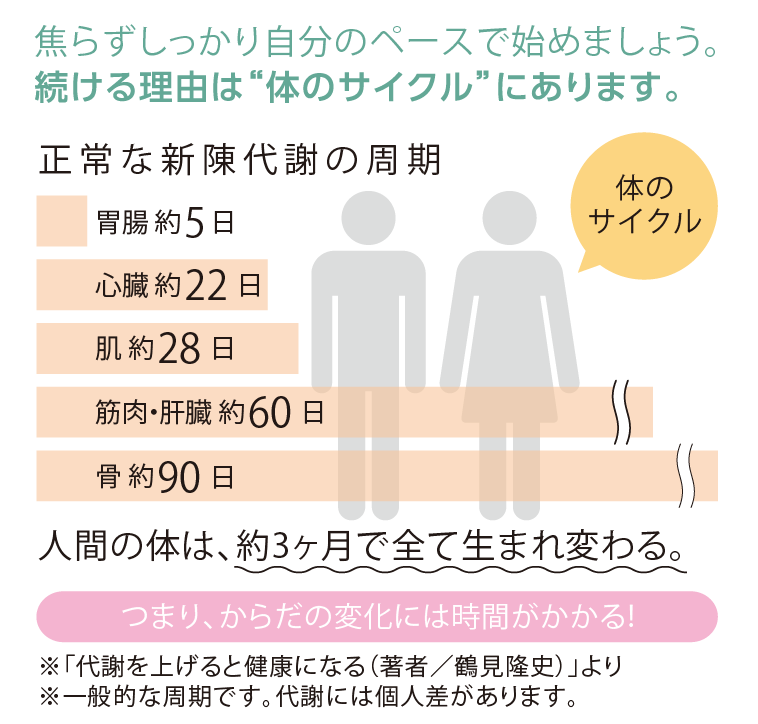 焦らずしっかり自分のペースで始めましょう。
続ける理由は“体のサイクル”にあります。
正常な新陳代謝の周期
体の
サイクル
胃腸 約5日
心臓 約22日
肌 約28日
筋肉・肝臓 約60日
骨 約90日
人間の体は、約3ヶ月で全て生まれ変わる。
つまり、からだの変化には時間がかかる!
※「代謝を上げると健康になる(著者／鶴見隆史)」より
※一般的な周期です。代謝には個人差があります。